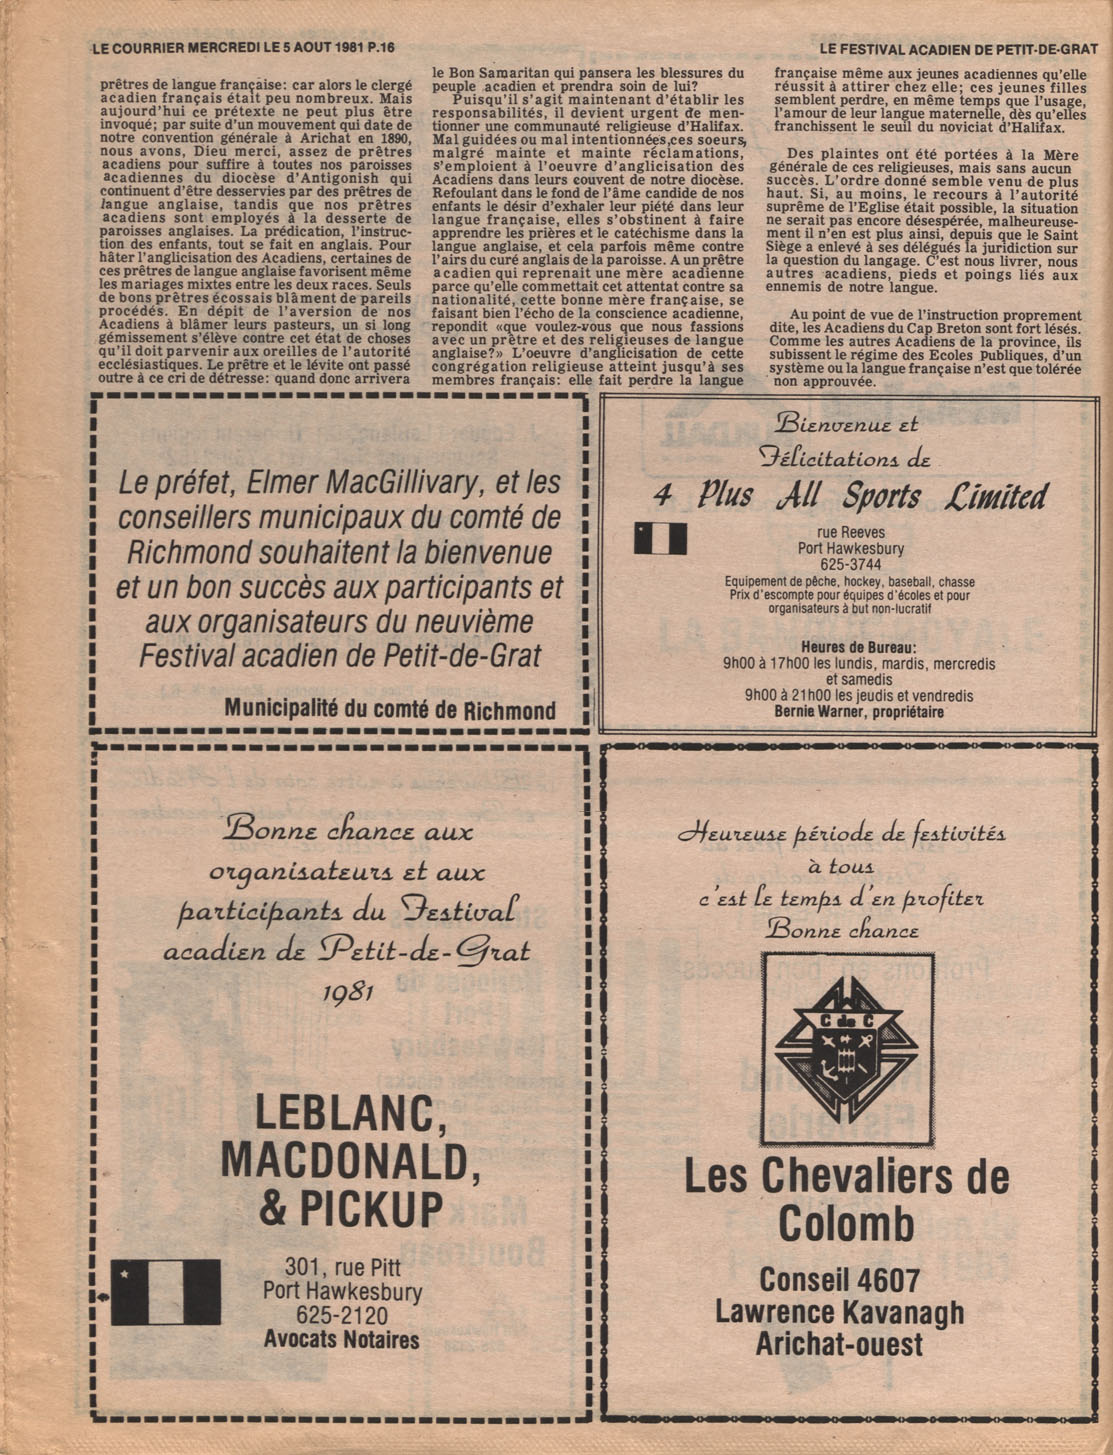 LE COURRIER MERCREDI LE 5 AOUT 1981 P.16
LE FESTIVAL ACADIEN DE PETIT-DE-GRAT
prêtres de langue française: car alors le clergé
acadien français était peu nombreux. Mais
aujourd'hui ce prétexte ne peut plus être
invoqué; par suite d'un mouvement qui date de
notre convention générale à Arichat en 1890,
nous avons, Dieu merci, assez de prêtres
acadiens pour suffire à toutes nos paroisses
acadiennes du diocèse d'Antigonish qui
continuent d'être desservies par des prêtres de
langue anglaise, tandis que nos prêtres
acadiens sont employés à la desserte de
paroisses anglaises. La prédication, l'instruc-
tion des enfants, tout se fait en anglais. Pour
hâter l'anglicisation des Acadiens, certaines de
ces prêtres de langue anglaise favorisent même
les mariages mixtes entre les deux races. Seuls
de bons prêtres écossais blâment de pareils
procédés. En dépit de l'aversion de nos
Acadiens à blâmer leurs pasteurs, un si long
gémissement s'élève contre cet état de choses
qu'il doit parvenir aux oreilles de l'autorité
ecclésiastiques. Le prêtre et le lévite ont passé
outre à ce cri de détresse: quand donc arrivera
le Bon Samaritan qui pansera les blessures du
peuple acadien et prendra soin de lui?
Puisqu'il s'agit maintenant d'établir les
responsabilités, il devient urgent de men-
tionner une communauté religieuse d'Halifax.
Mal guidées ou mal intentionnées,ces soeurs,
malgré mainte et mainte réclamations,
s'emploient à l'oeuvre d'anglicisation des
Acadiens dans leurs couvent de notre diocèse.
Refoulant dans le fond de l'âme candide de nos
enfants le désir d'exhaler leur piété dans leur
langue française, elles s'obstinent à faire
apprendre les prières et le catéchisme dans la
langue anglaise, et cela parfois même contre
l'airs du curé anglais de la paroisse. A un prêtre
acadien qui reprenait une mère acadienne
parce qu'elle commettait cet attentat contre sa
nationalité, cette bonne mère française, se
faisant bien l'écho de la conscience acadienne,
repondit «que voulez-vous que nous fassions
avec un prêtre et des religieuses de langue
anglaise?» L'oeuvre d'anglicisation de cette
congrégation religieuse atteint jusqu'à ses
membres français: elle fait perdre la langue
française même aux jeunes acadiennes qu'elle
réussit à attirer chez elle; ces jeunes filles
semblent perdre, en même temps que l'usage,
l'amour de leur langue maternelle, dès qu'elles
franchissent le seuil du noviciat d'Halifax.
Des plaintes ont été portées à la Mère
générale de ces religieuses, mais sans aucun
succès. L'ordre donné semble venu de plus
haut. Si, au moins, le recours à l'autorité
suprême de l'Eglise était possible, la situation
ne serait pas encore désespérée, malheureuse-
ment il n'en est plus ainsi, depuis que le Saint
Siège a enlevé à ses délégués la juridiction sur
la question du langage. C'est nous livrer, nous
autres acadiens, pieds et poings liés aux
ennemis de notre langue.
Au point de vue de l'instruction proprement
dite, les Acadiens du Cap Breton sont fort lésés.
Comme les autres Acadiens de la province, ils
subissent le régime des Ecoles Publiques, d'un
système ou la langue française n'est que tolérée
non approuvée.
Le préfet, Elmer MacGillivary, et les
conseillers municipaux du comté de
Richmond souhaitent la bienvenue
et un bon succès aux participants et
aux organisateurs du neuvième
Festival acadien de Petit-de-Grat
Municipalité du comté de Richmond
Bienvenue et
Félicitations de
4 Plus All Sports Limited
rue Reeves
Port Hawkesbury
625-3744
Equipement de pêche, hockey, baseball, chasse
Prix d'escompte pour équipes d'écoles et pour
organisateurs à but non-lucratif
Heures de Bureau:
9h00 à 17h00 les lundis, mardis, mercredis
et samedis
9h00 à 21h00 les jeudis et vendredis
Bernie Warner, propriétaire
Bonne chance aux
organisateurs et aux
participants du Festival
acadien de Petit-de-Grat
1981
LEBLANC,
MACDONALD,
& PICKUP
301, rue Pitt
Port Hawkesbury
625-2120
Avocats Notaires
Heureuse période de festivités
à tous
c'est le temps d'en profiter
Bonne chance
C de C
Les Chevaliers de
Colomb
Conseil 4607
Lawrence Kavanagh
Arichat-ouest